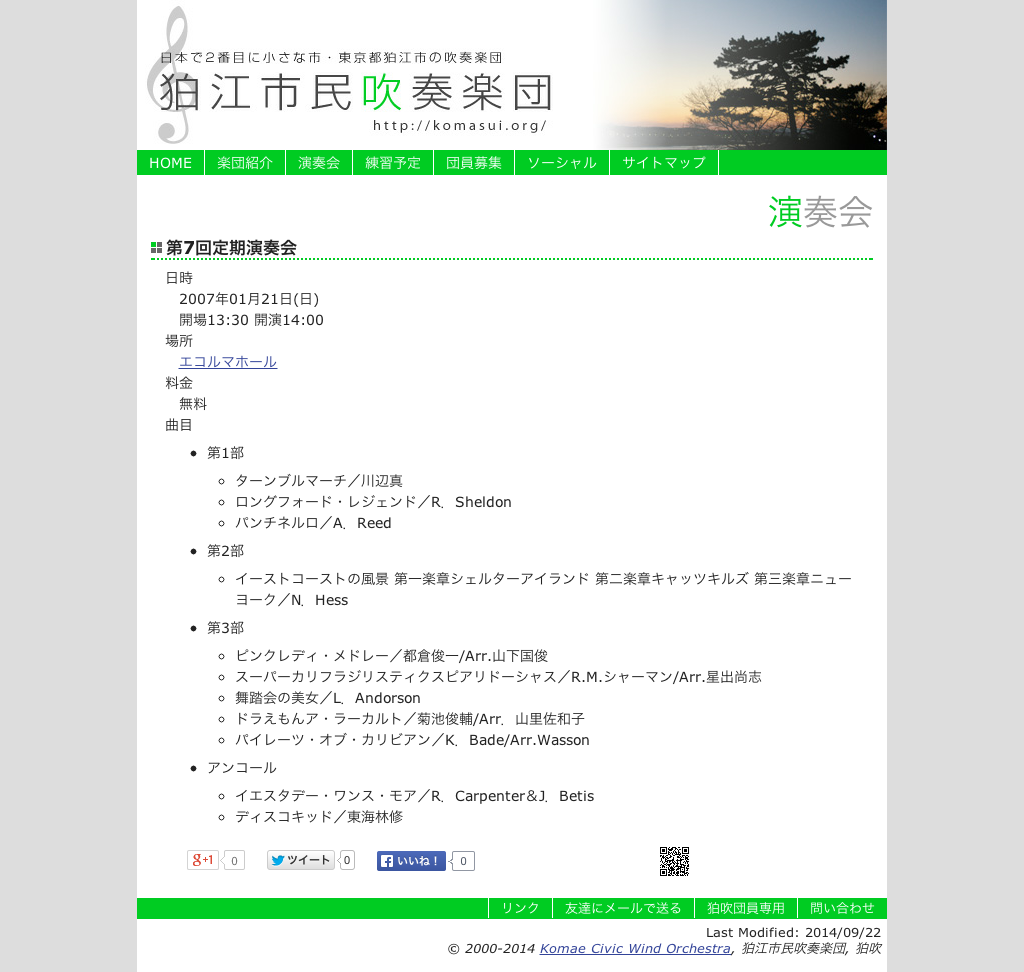 日本で2番目に小さな市・東京都狛江市の吹奏楽団
狛江市民吹奏楽団
http://komasui.org/
HOME 楽団紹介 演奏会 練習予定 団員募集 ソーシャル サイトマップ
演奏会
第7回定期演奏会
日時
2007年01月21日(日)
開場13:30 開演14:00
場所
エコルマホール
料金
無料
曲目
第1部
ターンブルマーチ／川辺真
ロングフォード・レジェンド／R．Sheldon
パンチネルロ／A．Reed
第2部
イーストコーストの風景 第一楽章シェルターアイランド 第二楽章キャッツキルズ 第三楽章ニュー
ヨーク／N．Hess
第3部
ピンクレディ・メドレー／都倉俊一/Arr.山下国俊
スーパーカリフラジリスティクスピアリドーシャス／R.M.シャーマン/Arr.星出尚志
舞踏会の美女／L．Andorson
ドラえもんア・ラーカルト／菊池俊輔/Arr．山里佐和子
パイレーツ・オブ・カリビアン／K．Bade/Arr.Wasson
アンコール
イエスタデー・ワンス・モア／R．Carpenter＆J．Betis
ディスコキッド／東海林修
g+1 0 ツイート 0 いいね！ 0
リンク 友達にメールで送る 狛吹団員専用 問い合わせ
Last Modified: 2014/09/22
© 2000-2014 Komae Civic Wind Orchestra, 狛江市民吹奏楽団, 狛吹